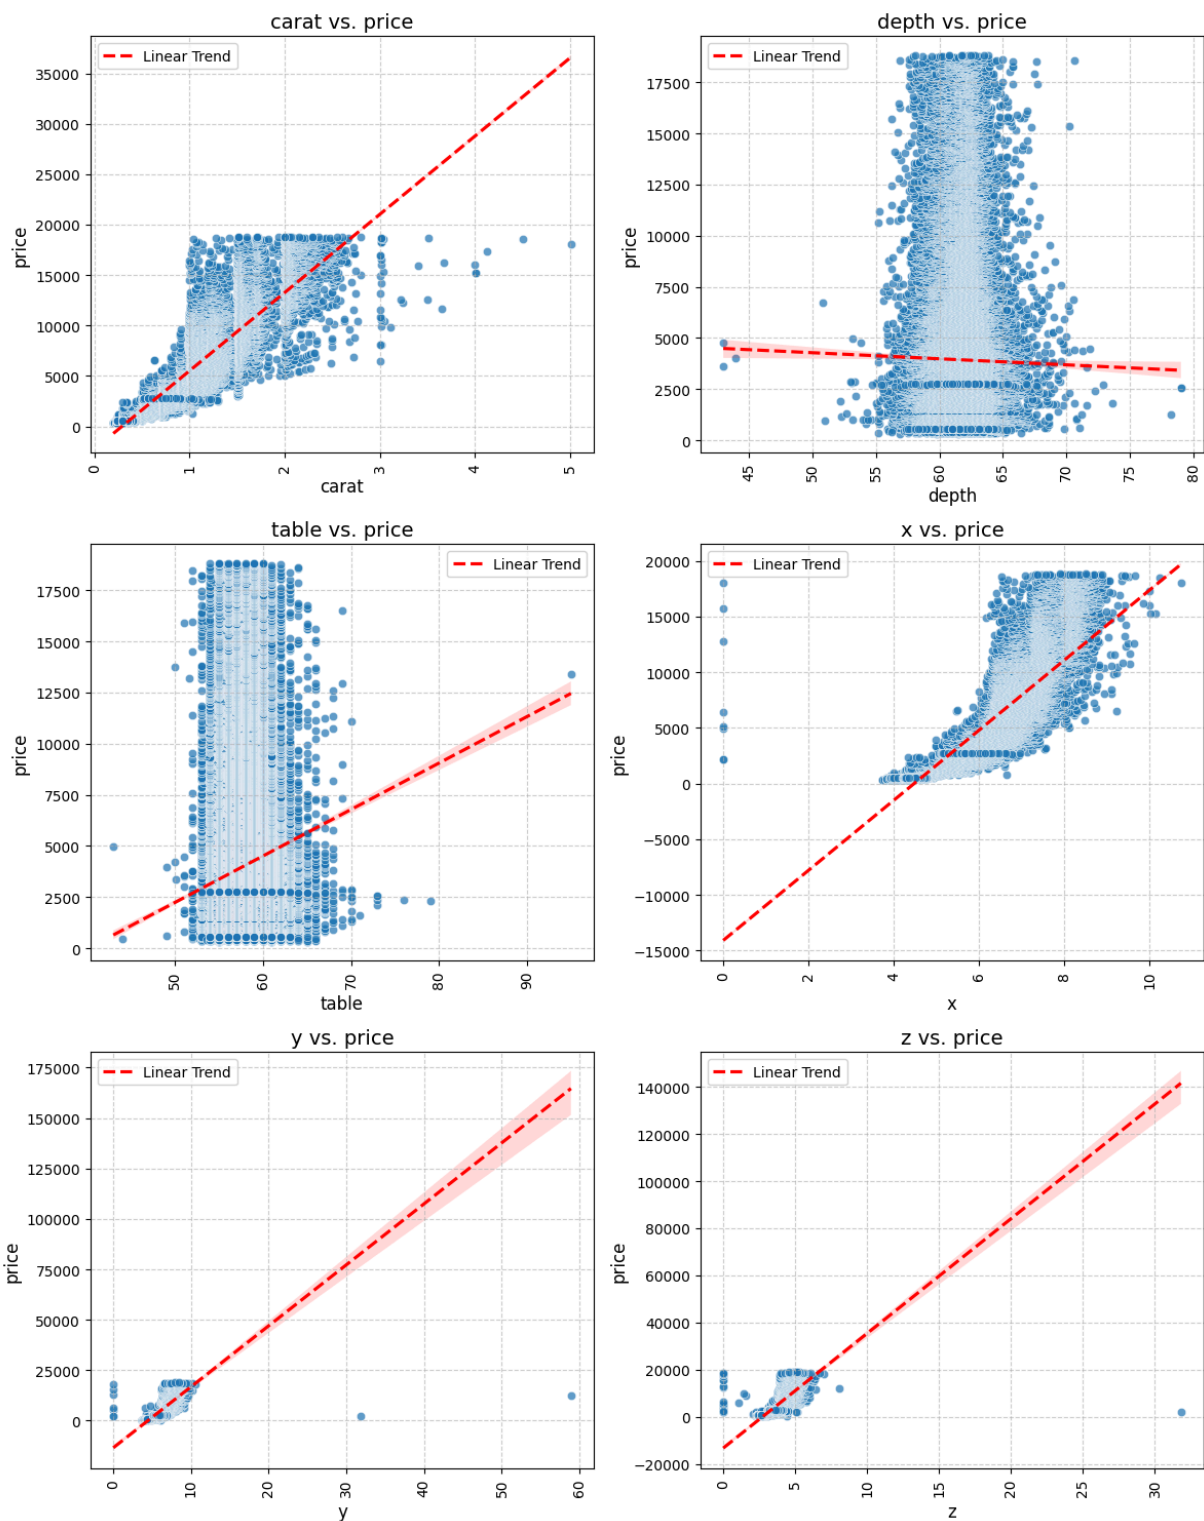 carat vs. price
Linear Trend
35000
30000
25000
20000
15000
10000
5000
0
price
0 1 2 3 4 5
carat
depth vs. price
Linear Trend
17500
15000
12500
10000
7500
5000
2500
0
price
45 50 55 60 65 70 75 80
depth
table vs. price
Linear Trend
17500
15000
12500
10000
7500
5000
2500
0
price
50 60 70 80 90
table
x vs. price
Linear Trend
20000
15000
10000
5000
0
−5000
−10000
−15000
price
0 2 4 6 8 10
x
y vs. price
Linear Trend
175000
150000
125000
100000
75000
50000
25000
0
price
0 10 20 30 40 50 60
y
z vs. price
Linear Trend
140000
120000
100000
80000
60000
40000
20000
0
−20000
price
0 5 10 15 20 25 30
z